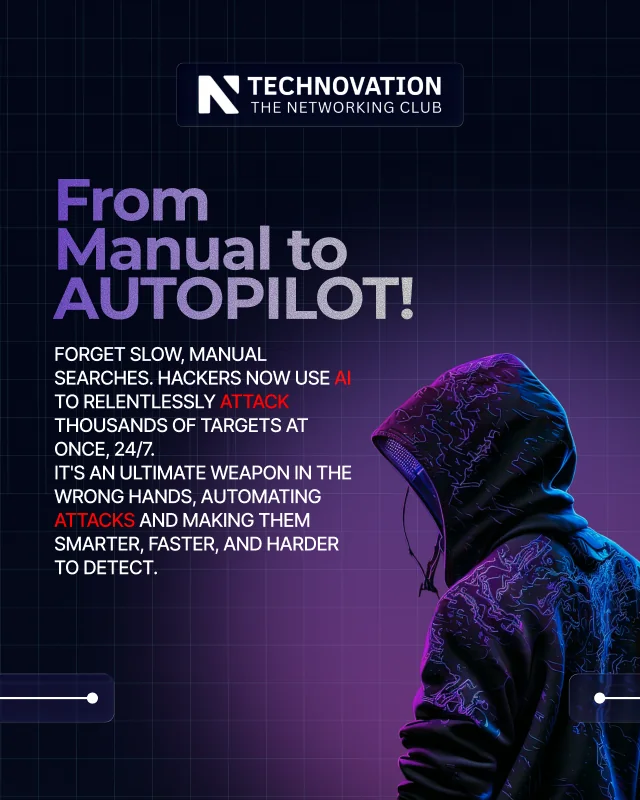 TECHNOVATION
THE NETWORKING CLUB
From
Manual to
AUTOPILOT!
FORGET SLOW, MANUAL
SEARCHES. HACKERS NOW USE AI
TO RELENTLESSLY ATTACK
THOUSANDS OF TARGETS AT
ONCE, 24/7.
IT'S AN ULTIMATE WEAPON IN THE
WRONG HANDS, AUTOMATING
ATTACKS AND MAKING THEM
SMARTER, FASTER, AND HARDER
TO DETECT.